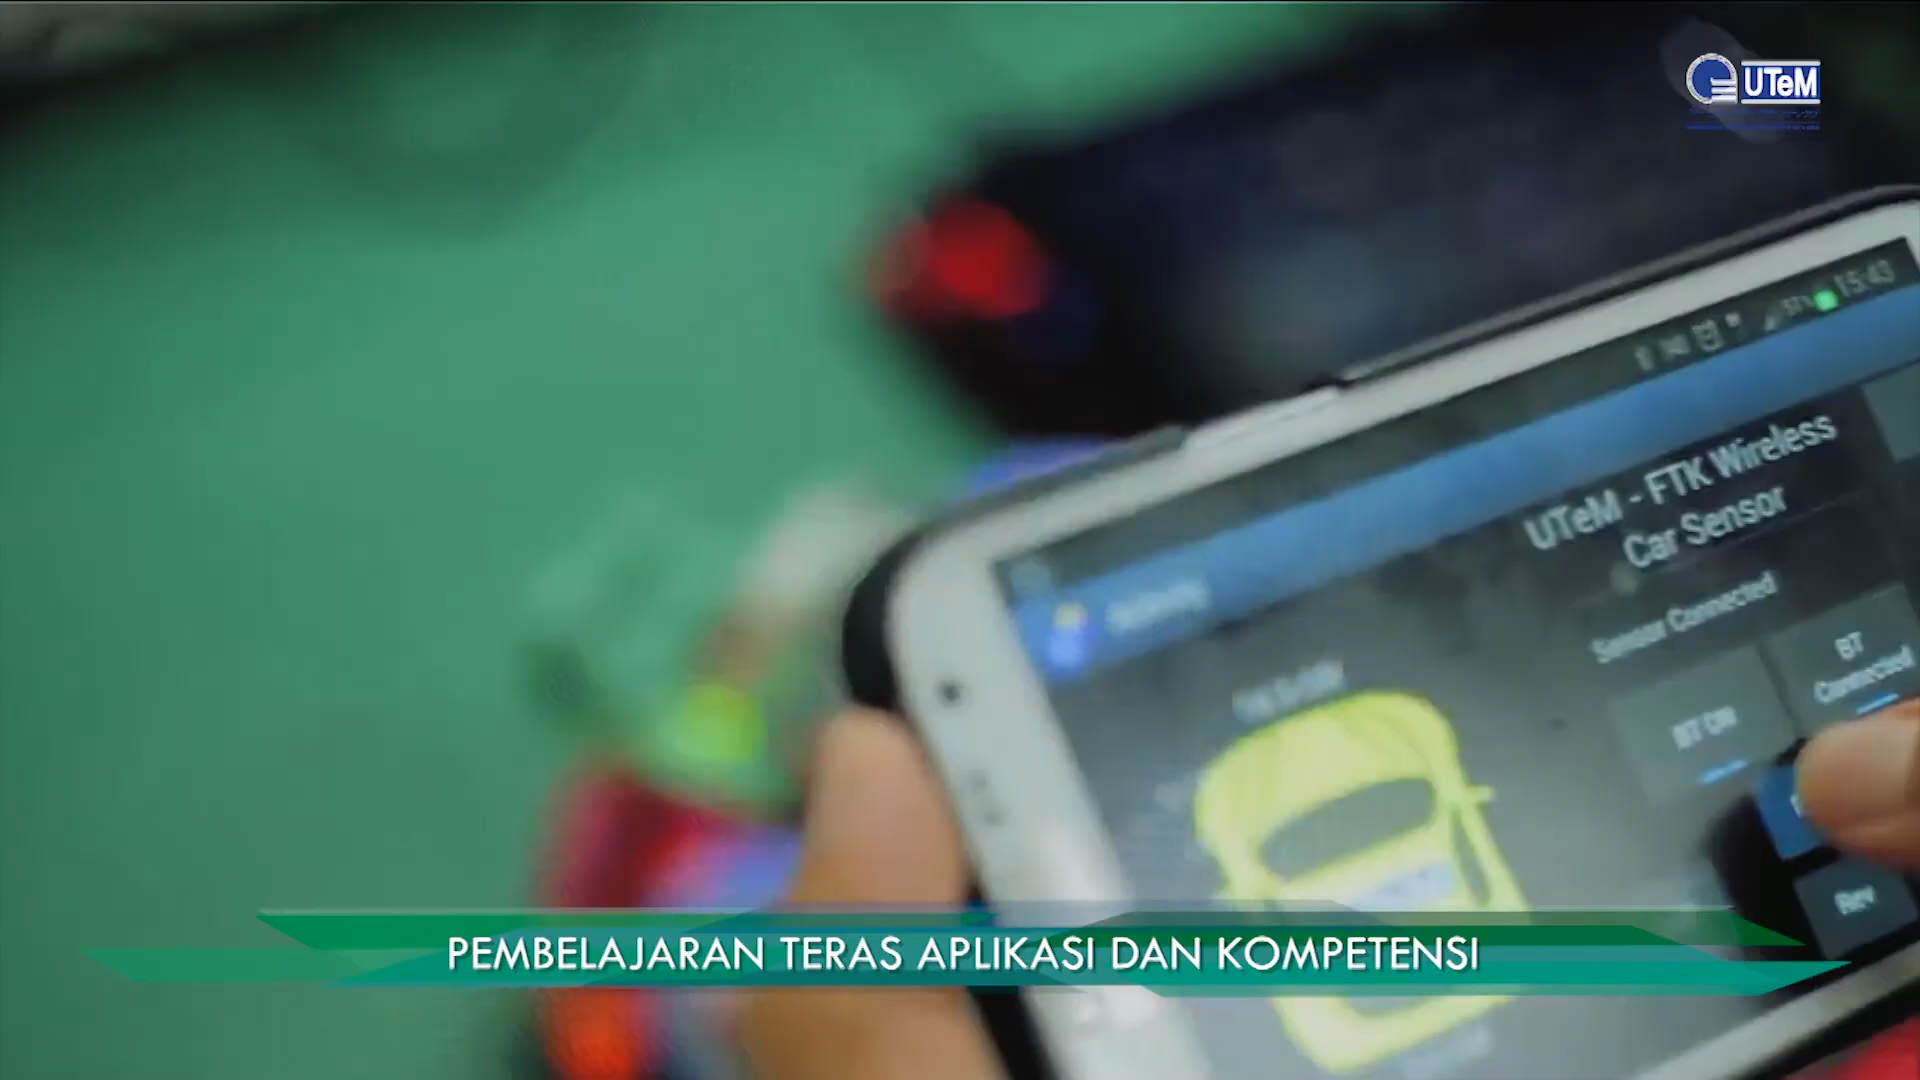 UTeM
15:43
UTeM - FTK Wireless
Car Sensor
Sensor Connected
BT
Connected
BT ON
Rev
PEMBELAJARAN TERAS APLIKASI DAN KOMPETENSI